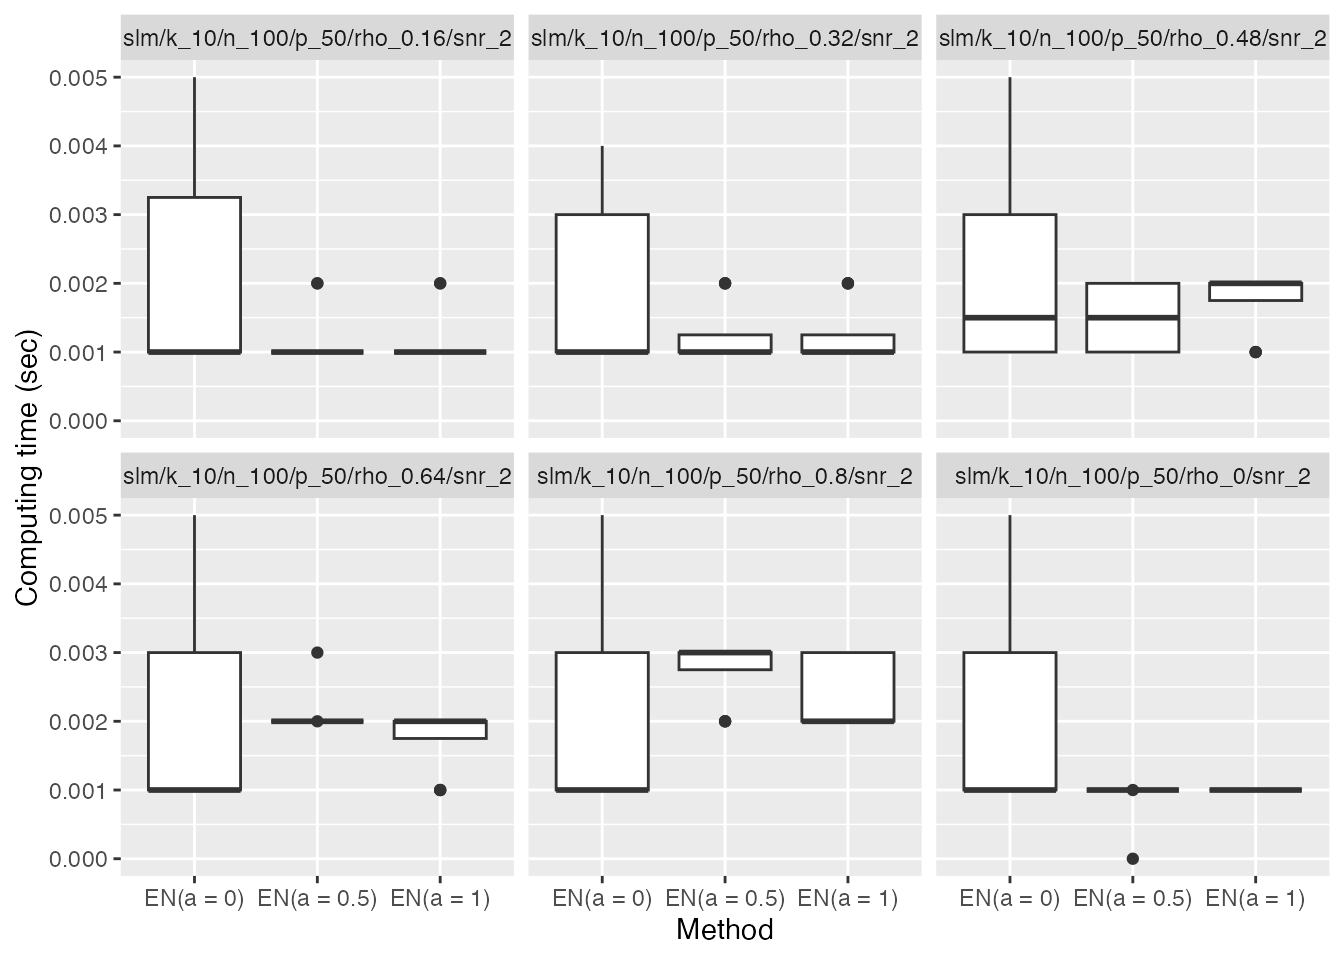 slm/k_10/n_100/p_50/rho_0.16/snr_2
slm/k_10/n_100/p_50/rho_0.32/snr_2
slm/k_10/n_100/p_50/rho_0.48/snr_2
0.005
0.004
0.003
0.002
0.001
0.000
slm/k_10/n_100/p_50/rho_0.64/snr_2
slm/k_10/n_100/p_50/rho_0.8/snr_2
slm/k_10/n_100/p_50/rho_0/snr_2
0.005
0.004
0.003
0.002
0.001
0.000
Computing time (sec)
EN(a = 0) EN(a = 0.5) EN(a = 1)
EN(a = 0) EN(a = 0.5) EN(a = 1)
EN(a = 0) EN(a = 0.5) EN(a = 1)
Method